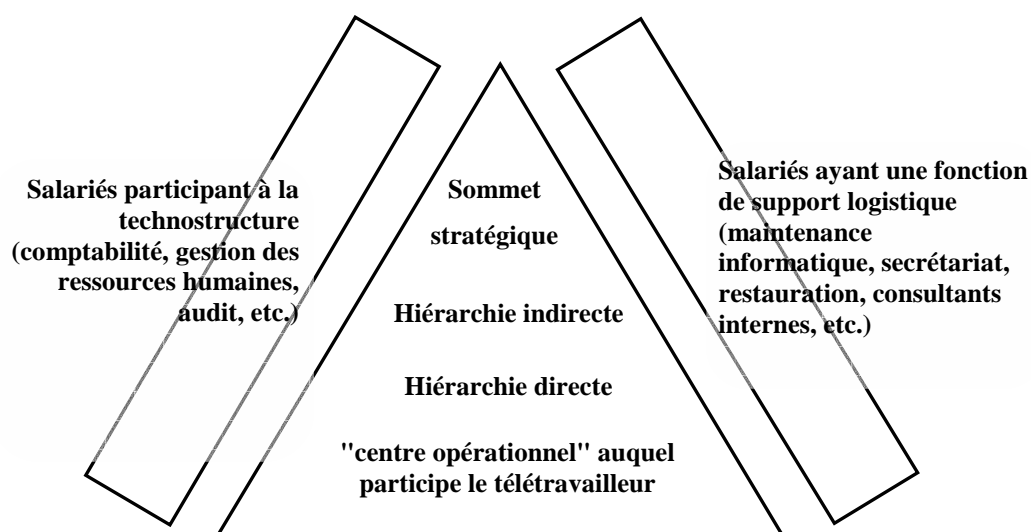 Salariés participant à la
technostructure
(comptabilité, gestion des
ressources humaines,
audit, etc.)
Sommet
stratégique
Hiérarchie indirecte
Hiérarchie directe
"centre opérationnel" auquel
participe le télétravailleur
Salariés ayant une fonction
de support logistique
(maintenance
informatique, secrétariat,
restauration, consultants
internes, etc.)